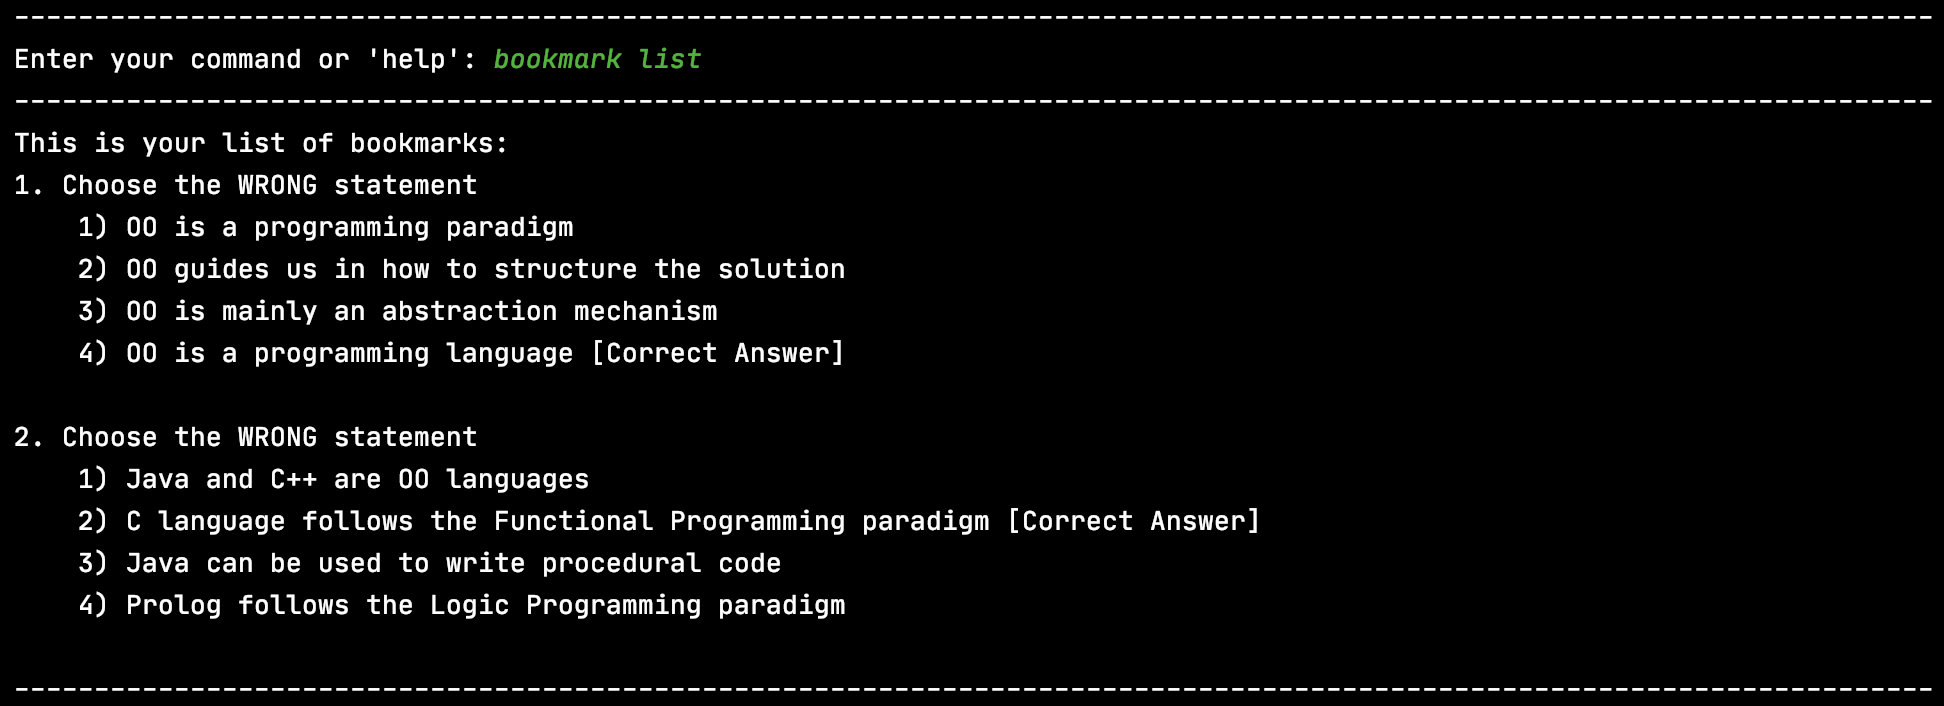 ------------------------------------------------------------------------------------------------------------------------
Enter your command or 'help': bookmark list
------------------------------------------------------------------------------------------------------------------------
This is your list of bookmarks:
1. Choose the WRONG statement
    1) OO is a programming paradigm
    2) OO guides us in how to structure the solution
    3) OO is mainly an abstraction mechanism
    4) OO is a programming language [Correct Answer]

2. Choose the WRONG statement
    1) Java and C++ are OO languages
    2) C language follows the Functional Programming paradigm [Correct Answer]
    3) Java can be used to write procedural code
    4) Prolog follows the Logic Programming paradigm

------------------------------------------------------------------------------------------------------------------------